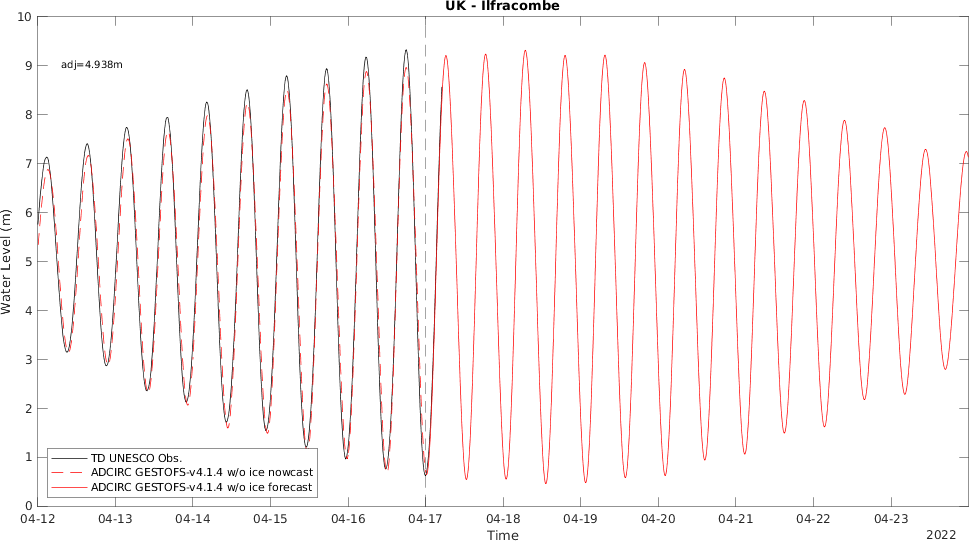 UK - Ilfracombe
10
9
8
7
6
5
4
3
2
1
0
Water Level (m)
adj=4.938m
TD UNESCO Obs.
ADCIRC GESTOFS-v4.1.4 w/o ice nowcast
ADCIRC GESTOFS-v4.1.4 w/o ice forecast
04-12 04-13 04-14 04-15 04-16 04-17 04-18 04-19 04-20 04-21 04-22 04-23
Time
2022